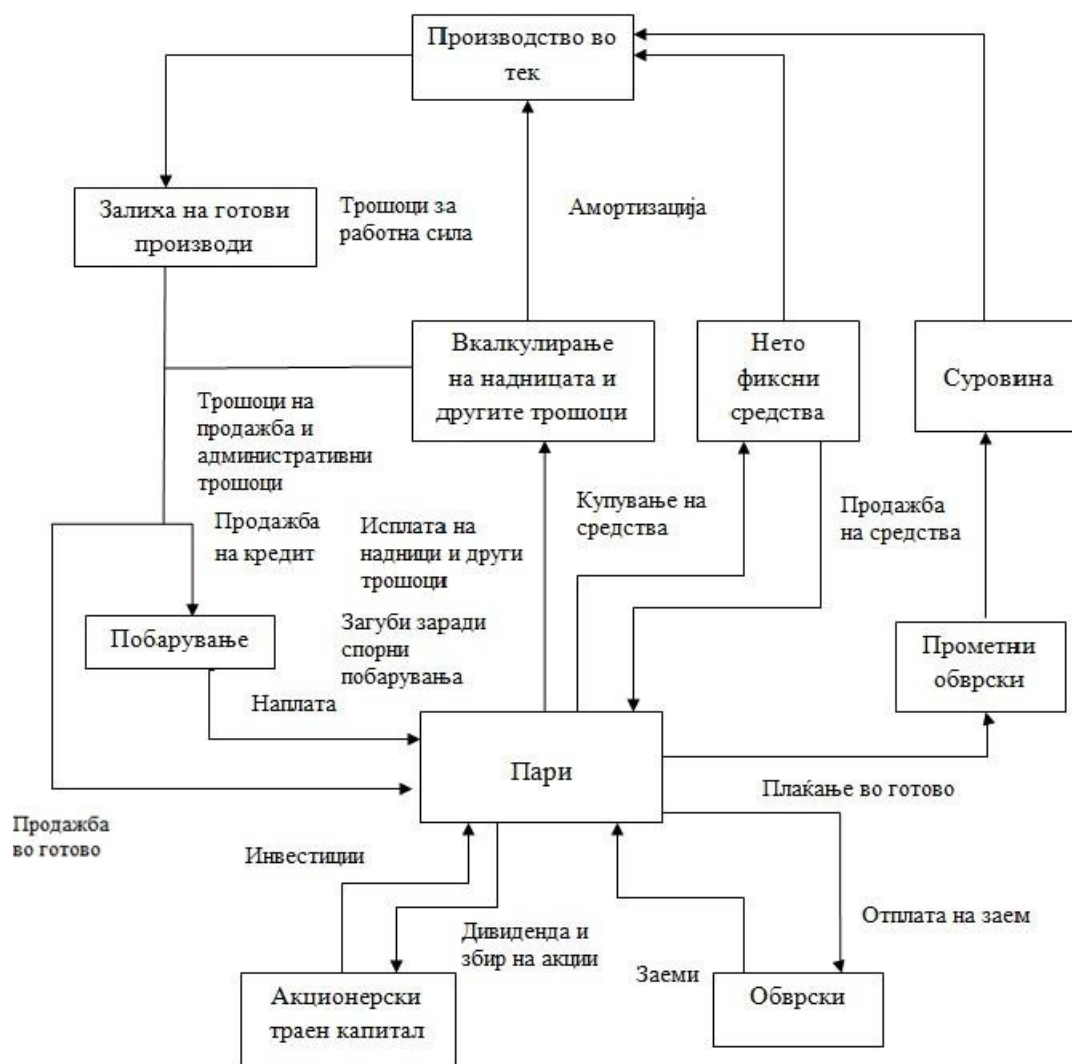 Производство во
тек
Залиха на готови
производи
Трошоци за
работна сила
Амортизација
Вкалкулирање
на надницата и
другите трошоци
Нето
фиксни
средства
Суровина
Трошоци на
продажба и
административни
трошоци
Продажба
на кредит
Исплата на
надници и други
трошоци
Купување на
средства
Продажба
на средства
Побарување
Загуби заради
спорни
побарувања
Прометни
обврски
Наплата
Пари
Плаќање во готово
Продажба
во готово
Инвестиции
Дивиденда и
збир на акции
Заеми
Отплата на заем
Акционерски
траен капитал
Обврски